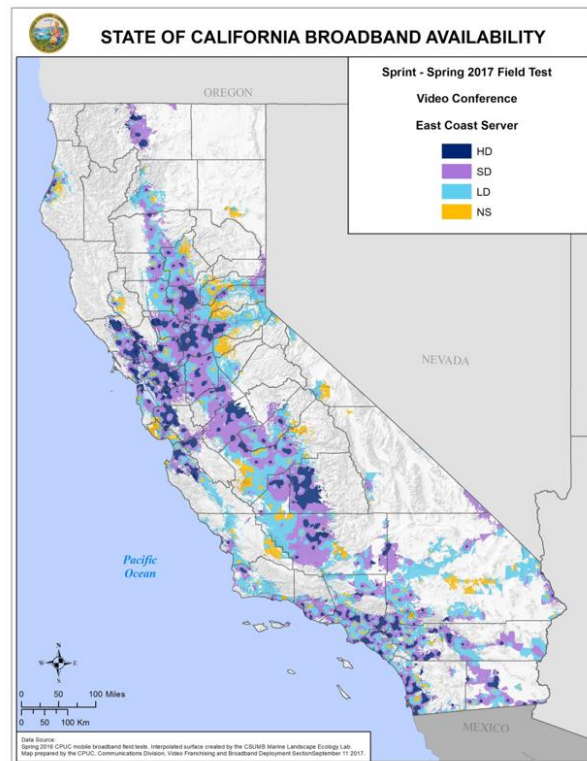 STATE OF CALIFORNIA BROADBAND AVAILABILITY
Sprint - Spring 2017 Field Test
Video Conference
East Coast Server
HD
SD
LD
NS
OREGON
NEVADA
Pacific
Ocean
MEXICO
N
W E
S
0 50 100 Miles
0 50 100 Km
Data Source:
Spring 2016 CPUC mobile broadband field tests. Interpolated surface created by the CSUMB Marine Landscape Ecology Lab.
Map prepared by the CPUC, Communications Division, Video Franchising and Broadband Deployment SectionSeptember 11 2017.